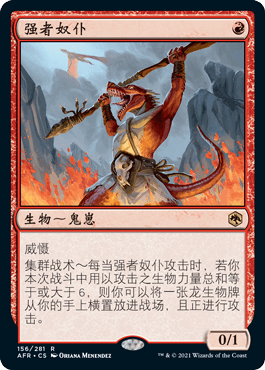 强者奴仆
生物～鬼崽
威慑
集群战术～每当强者奴仆攻击时，若你
本次战斗中用以攻击之生物力量总和等
于或大于6，则你可以将一张龙生物牌
从你的手上横置放进战场，且正进行攻
击。
0/1
156/281 R
AFR • CS ORIANA MENENDEZ
™ & © 2021 Wizards of the Coast